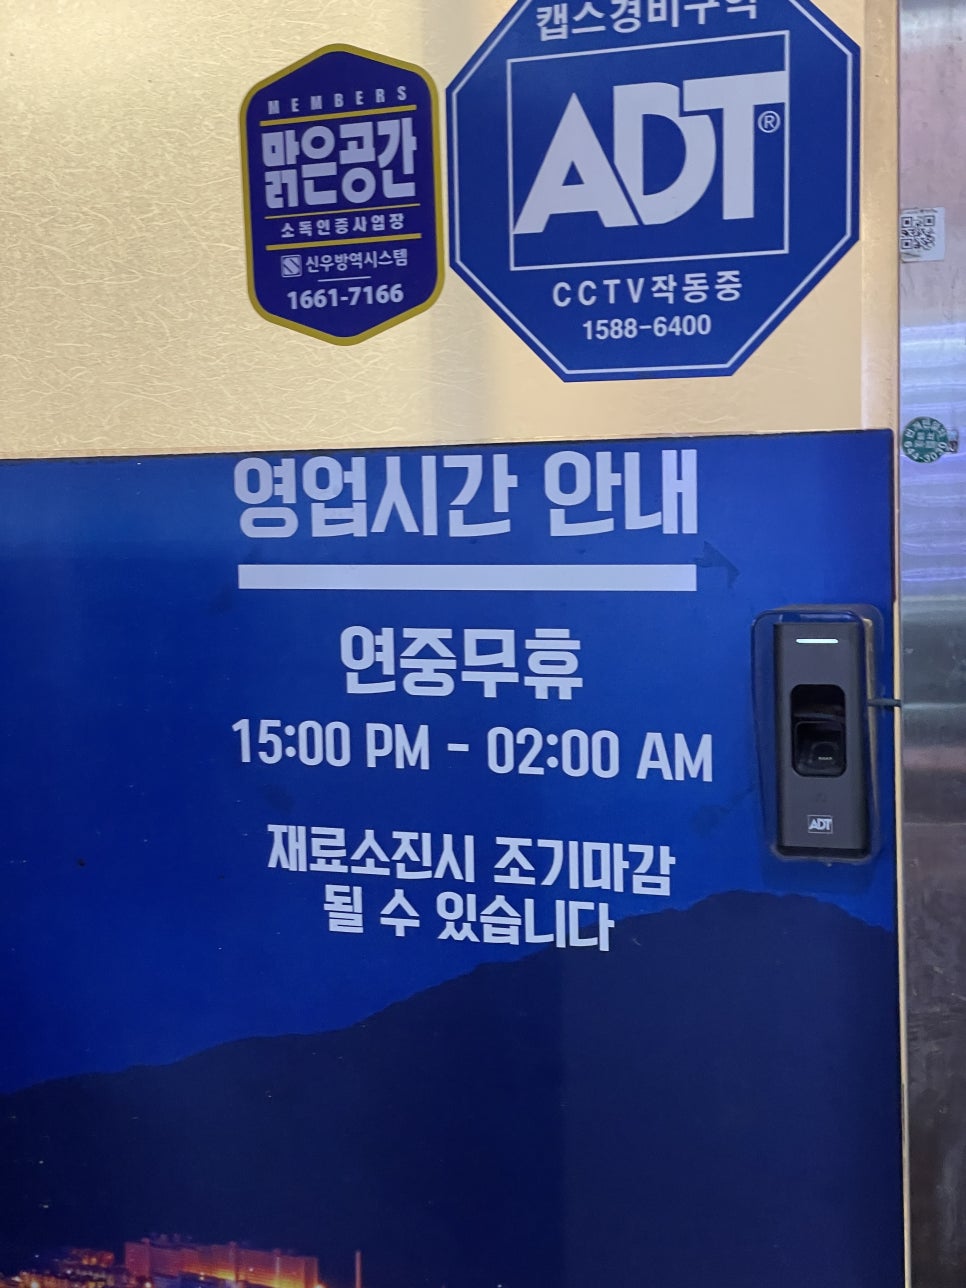 MEMBERS
맑은공간
소독인증사업장
신우방역시스템
1661-7166
캡스경비구역
ADT®
CCTV작동중
1588-6400
영업시간 안내
연중무휴
15:00 PM - 02:00 AM
재료소진시 조기마감
될 수 있습니다
ADT